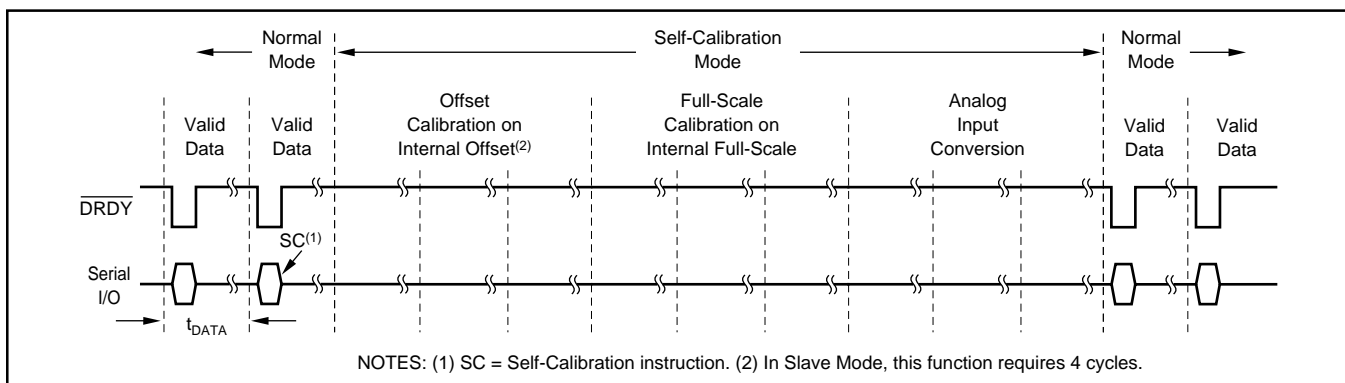 Normal
Mode
Self-Calibration
Mode
Normal
Mode
Valid
Data
Valid
Data
Offset
Calibration on
Internal Offset(2)
Full-Scale
Calibration on
Internal Full-Scale
Analog
Input
Conversion
Valid
Data
Valid
Data
DRDY
SC(1)
Serial
I/O
tDATA
NOTES: (1) SC = Self-Calibration instruction. (2) In Slave Mode, this function requires 4 cycles.